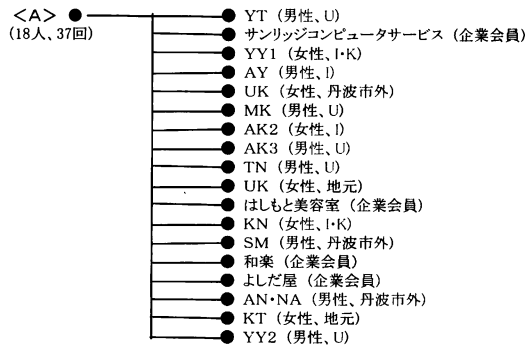 <A>
(18人、37回)
YT (男性、U)
サンリッジコンピュータサービス (企業会員)
YY1 (女性、I・K)
AY (男性、I)
UK (女性、丹波市外)
MK (男性、U)
AK2 (女性、I)
AK3 (男性、U)
TN (男性、U)
UK (女性、地元)
はしもと美容室 (企業会員)
KN (女性、I・K)
SM (男性、丹波市外)
和楽 (企業会員)
よしだ屋 (企業会員)
AN・NA (男性、丹波市外)
KT (女性、地元)
YY2 (男性、U)